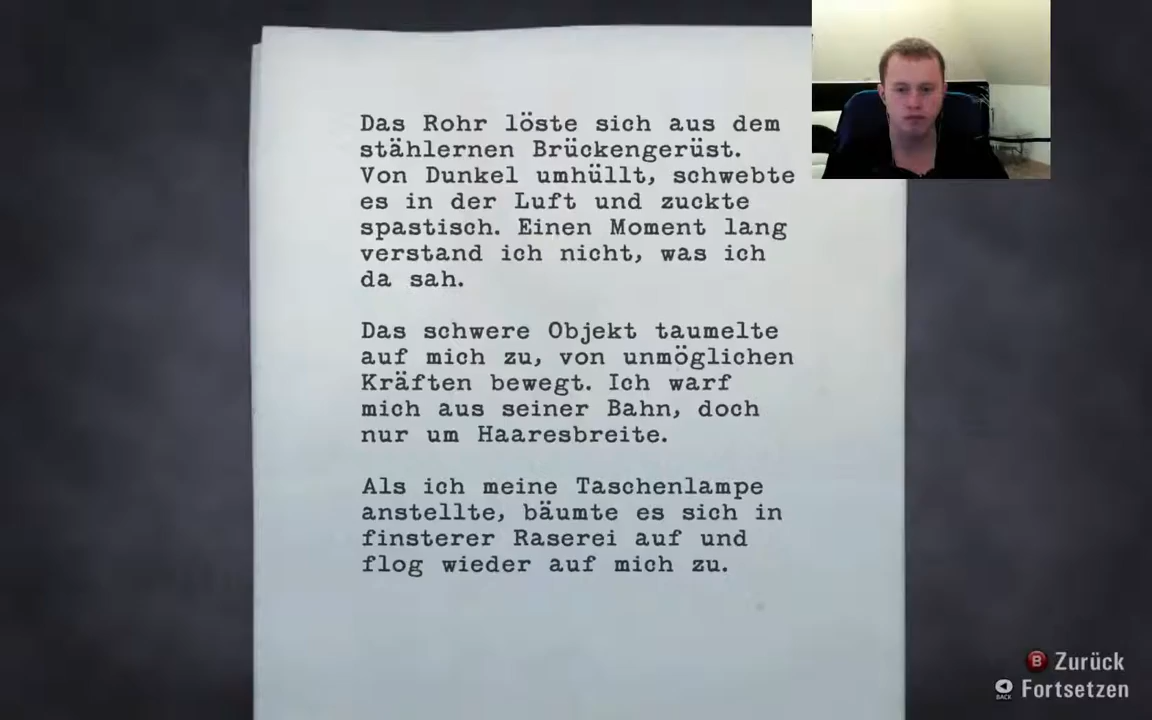 Das Rohr löste sich aus dem
stählernen Brückengerüst.
Von Dunkel umhüllt, schwebte
es in der Luft und zuckte
spastisch. Einen Moment lang
verstand ich nicht, was ich
da sah.
Das schwere Objekt taumelte
auf mich zu, von unmöglichen
Kräften bewegt. Ich warf
mich aus seiner Bahn, doch
nur um Haaresbreite.
Als ich meine Taschenlampe
anstellte, bäumte es sich in
finsterer Raserei auf und
flog wieder auf mich zu.
B Zurück
BACK Fortsetzen